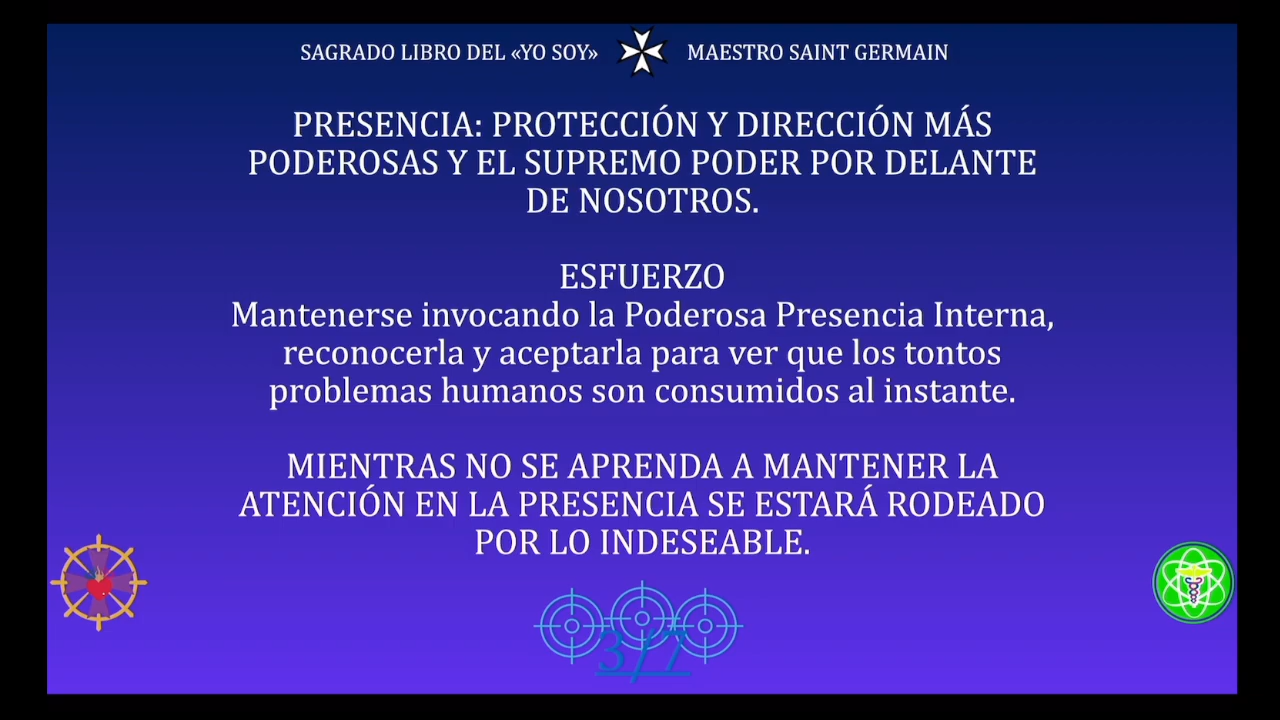 SAGRADO LIBRO DEL «YO SOY» MAESTRO SAINT GERMAIN
PRESENCIA: PROTECCIÓN Y DIRECCIÓN MÁS
PODEROSAS Y EL SUPREMO PODER POR DELANTE
DE NOSOTROS.
ESFUERZO
Mantenerse invocando la Poderosa Presencia Interna,
reconocerla y aceptarla para ver que los tontos
problemas humanos son consumidos al instante.
MIENTRAS NO SE APRENDA A MANTENER LA
ATENCIÓN EN LA PRESENCIA SE ESTARÁ RODEADO
POR LO INDESEABLE.
3/7